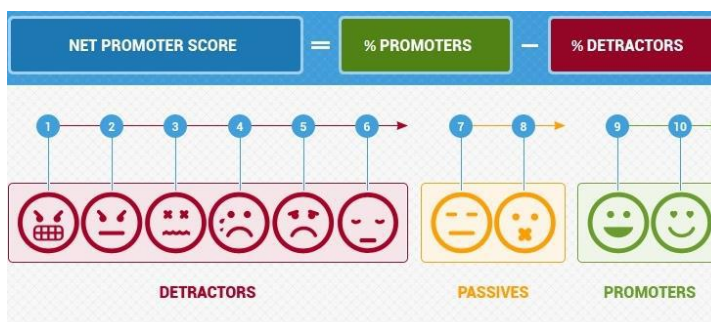 NET PROMOTER SCORE = % PROMOTERS – % DETRACTORS
1 2 3 4 5 6 7 8 9 10
DETRACTORS PASSIVES PROMOTERS